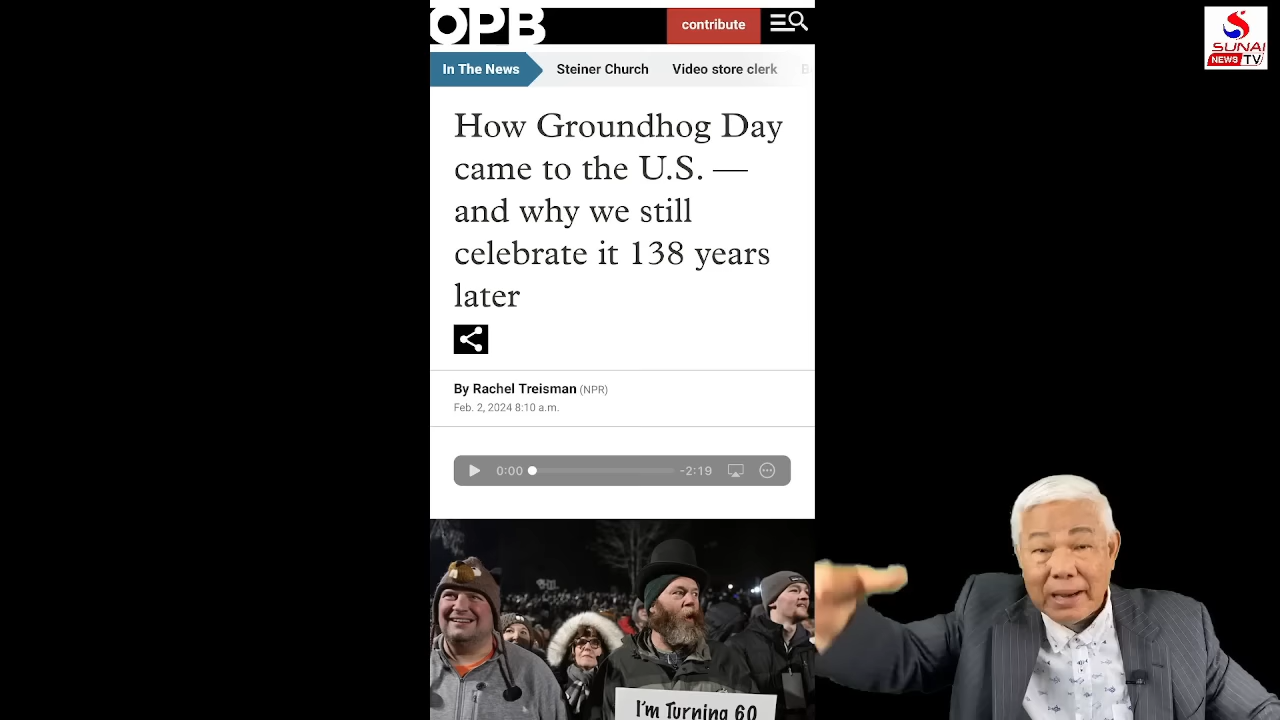 OPB
contribute
SUNAI
NEWS TV
In The News
Steiner Church
Video store clerk
How Groundhog Day
came to the U.S. —
and why we still
celebrate it 138 years
later
By Rachel Treisman (NPR)
Feb. 2, 2024 8:10 a.m.
0:00
-2:19
I'm Turning 60